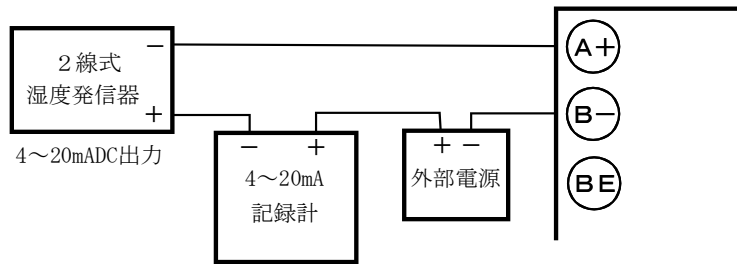 −
２線式
湿度発信器
+
4～20mADC出力
− +
4～20mA
記録計
+ −
外部電源
A+
B−
BE